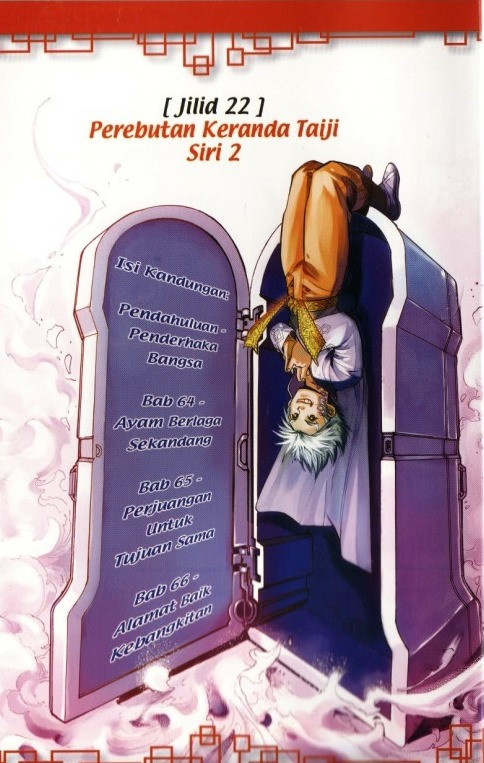 [ Jilid 22 ]
Perebutan Keranda Taiji
Siri 2
Isi Kandungan:
Pendahuluan -
Penderhaka
Bangsa
Bab 64 -
Ayam Berlaga
Sekandang
Bab 65 -
Perjuangan
Untuk
Tujuan Sama
Bab 66 -
Alamat Baik
Kebangkitan